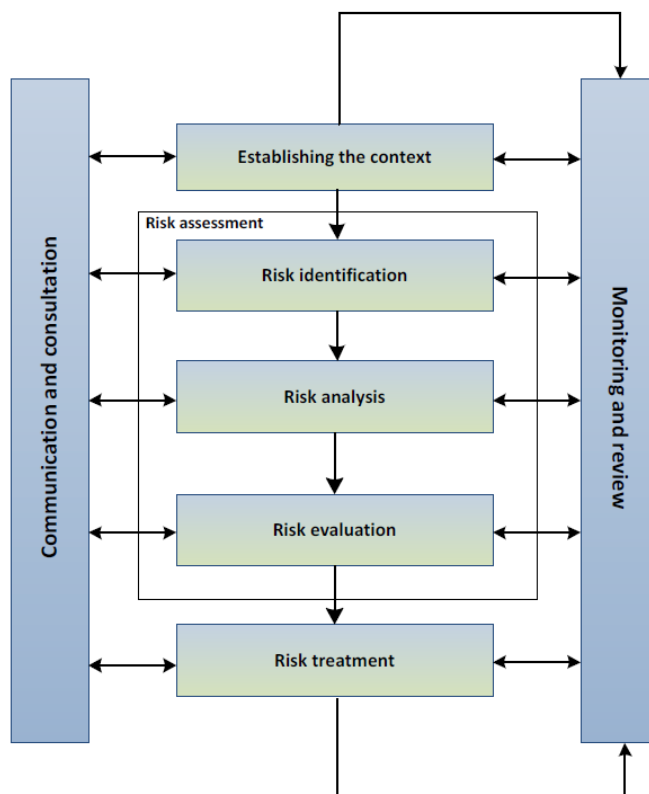 Establishing the context
Risk assessment
Risk identification
Risk analysis
Risk evaluation
Risk treatment
Communication and consultation
Monitoring and review